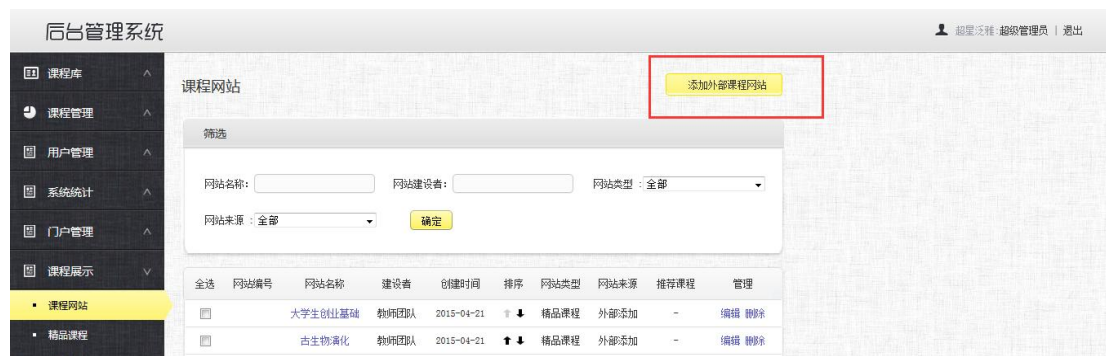 后台管理系统
超星泛雅:超级管理员 | 退出
课程库
课程管理
用户管理
系统统计
门户管理
课程展示
课程网站
精品课程
课程网站
添加外部课程网站
筛选
网站名称: 网站建设者: 网站类型 : 全部
网站来源 : 全部 确定
全选 网站编号 网站名称 建设者 创建时间 排序 网站类型 网站来源 推荐课程 管理
大学生创业基础 教师团队 2015-04-21 精品课程 外部添加 - 编辑 删除
古生物演化 教师团队 2015-04-21 精品课程 外部添加 - 编辑 删除